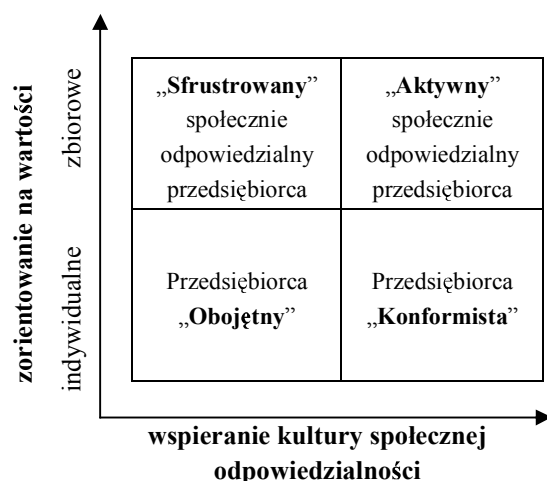 zorientowanie na wartości
zbiorowe
indywidualne
„Sfrustrowany”
społecznie
odpowiedzialny
przedsiębiorca
„Aktywny”
społecznie
odpowiedzialny
przedsiębiorca
Przedsiębiorca
„Obojętny”
Przedsiębiorca
„Konformista”
wspieranie kultury społecznej
odpowiedzialności